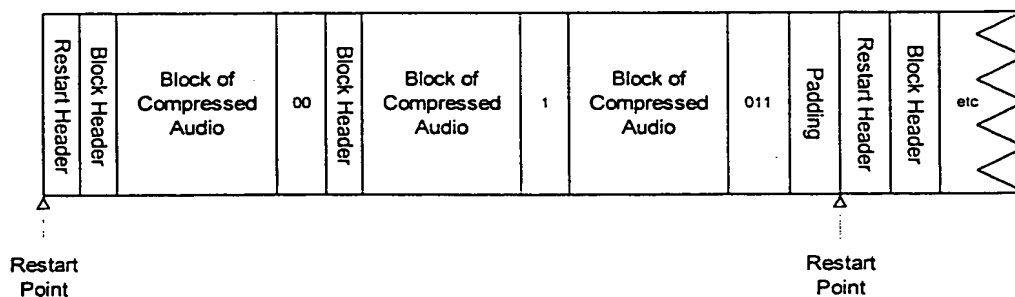 Restart Header
Block Header
Block of
Compressed
Audio
00
Block Header
Block of
Compressed
Audio
1
Block of
Compressed
Audio
011
Padding
Restart Header
Block Header
etc
Restart
Point
Restart
Point